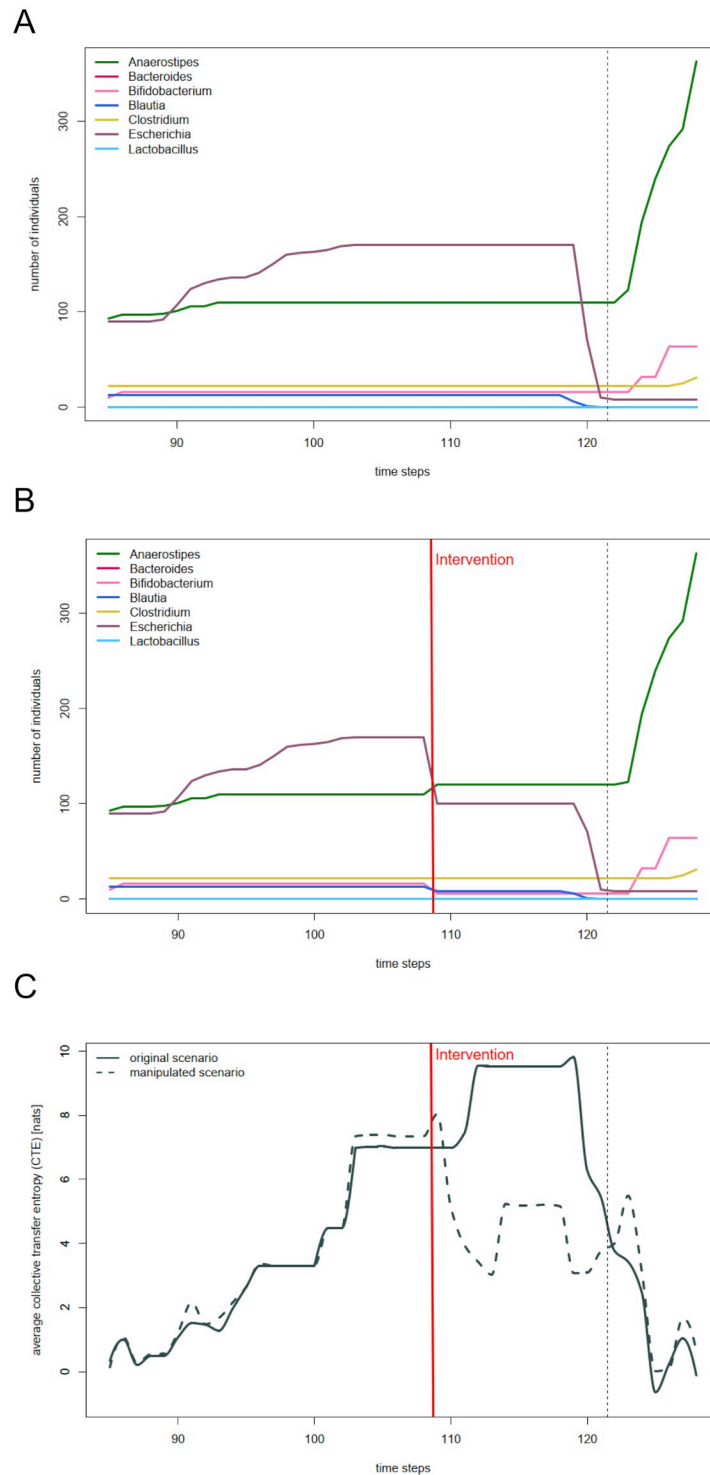 A
Anaerostipes
Bacteroides
Bifidobacterium
Blautia
Clostridium
Escherichia
Lactobacillus
number of individuals
0
100
200
300
90
100
110
120
time steps
B
Intervention
Anaerostipes
Bacteroides
Bifidobacterium
Blautia
Clostridium
Escherichia
Lactobacillus
number of individuals
0
100
200
300
90
100
110
120
time steps
C
Intervention
original scenario
manipulated scenario
average collective transfer entropy (CTE) [nats]
0
2
4
6
8
10
90
100
110
120
time steps